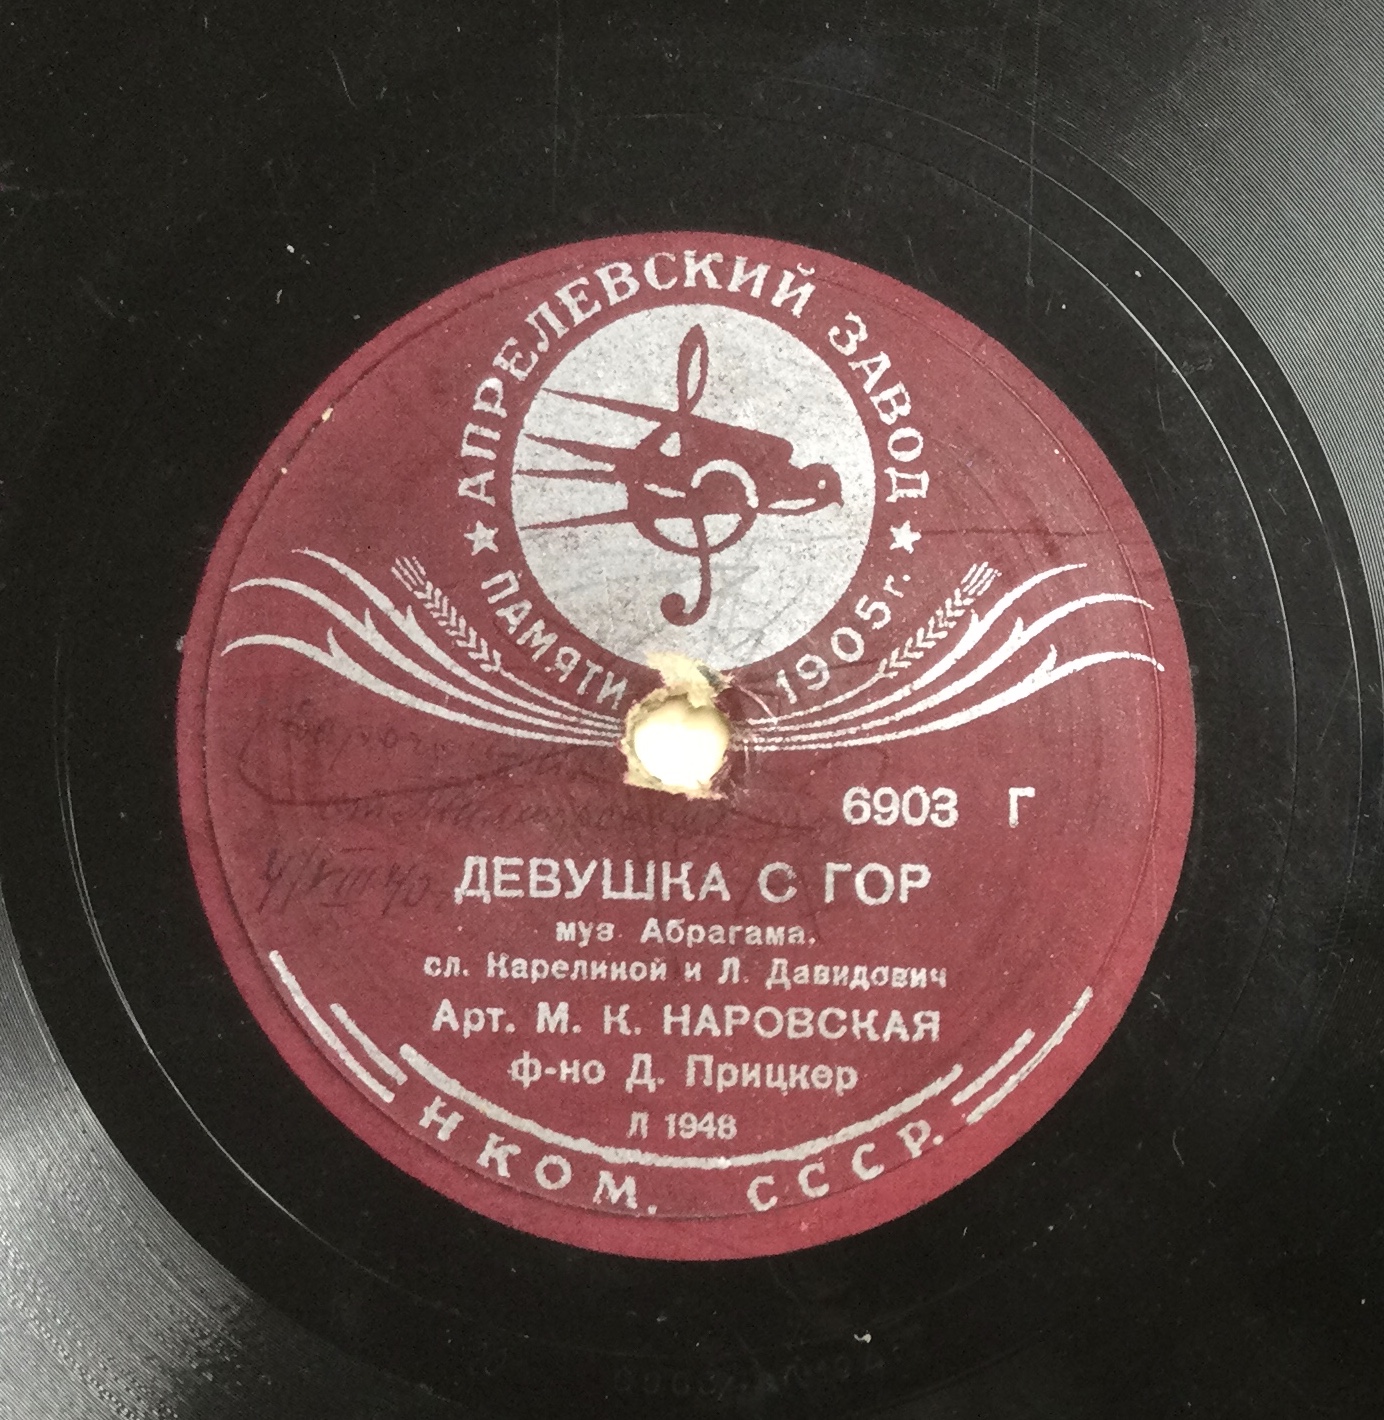 АПРЕЛЕВСКИЙ ЗАВОД
ПАМЯТИ 1905 г.
6903 Г
ДЕВУШКА С ГОР
муз Абрагама,
сл. Карелиной и Л. Давидович
Арт. М. К. НАРОВСКАЯ
ф-но Д. Прицкер
Л 1948
НКОМ. СССР.